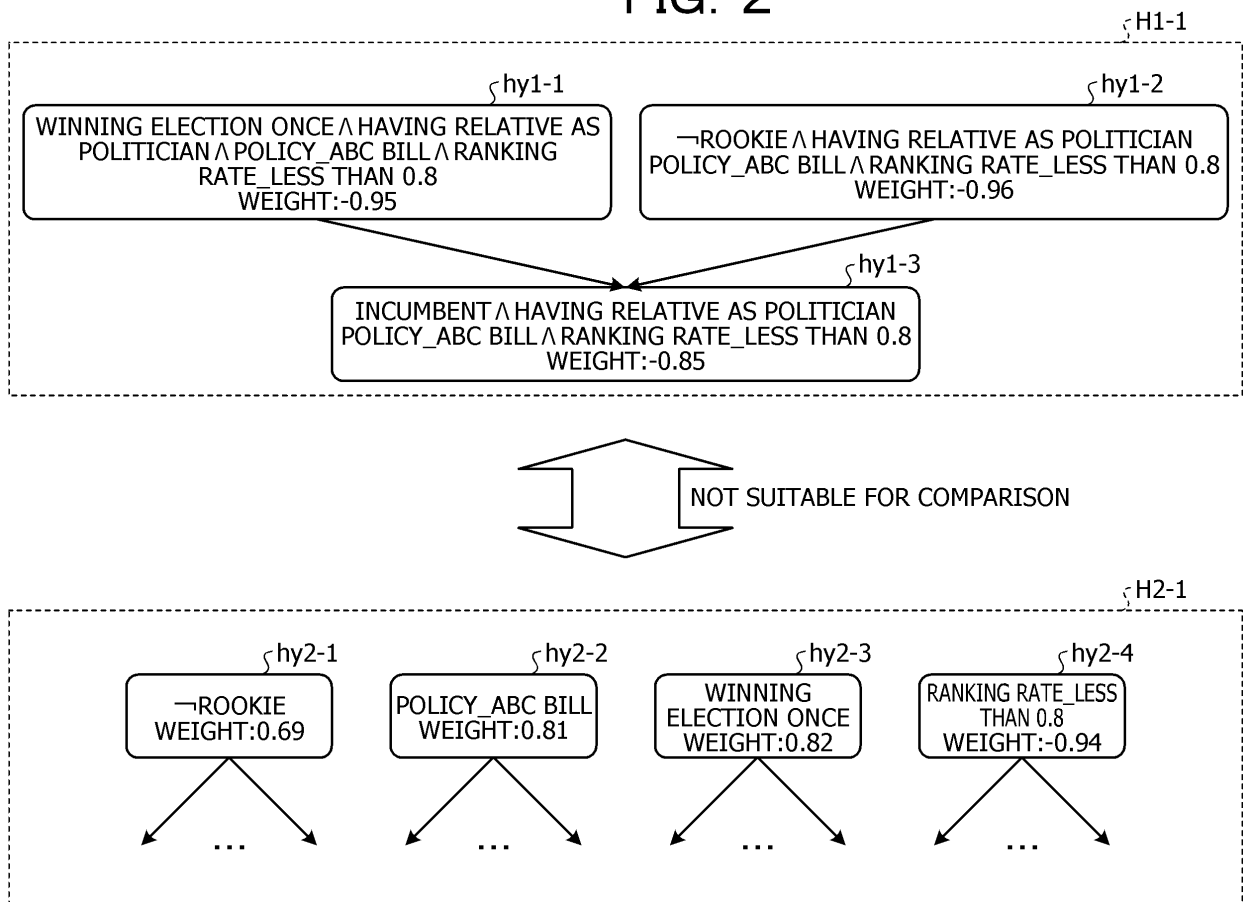 FIG. 2
H1-1
hy1-1
WINNING ELECTION ONCE∧HAVING RELATIVE AS
POLITICIAN∧POLICY_ABC BILL∧RANKING
RATE_LESS THAN 0.8
WEIGHT:-0.95
hy1-2
¬ROOKIE∧HAVING RELATIVE AS POLITICIAN
POLICY_ABC BILL∧RANKING RATE_LESS THAN 0.8
WEIGHT:-0.96
hy1-3
INCUMBENT∧HAVING RELATIVE AS POLITICIAN
POLICY_ABC BILL∧RANKING RATE_LESS THAN 0.8
WEIGHT:-0.85
NOT SUITABLE FOR COMPARISON
H2-1
hy2-1
¬ROOKIE
WEIGHT:0.69
...
hy2-2
POLICY_ABC BILL
WEIGHT:0.81
...
hy2-3
WINNING
ELECTION ONCE
WEIGHT:0.82
...
hy2-4
RANKING RATE_LESS
THAN 0.8
WEIGHT:-0.94
...